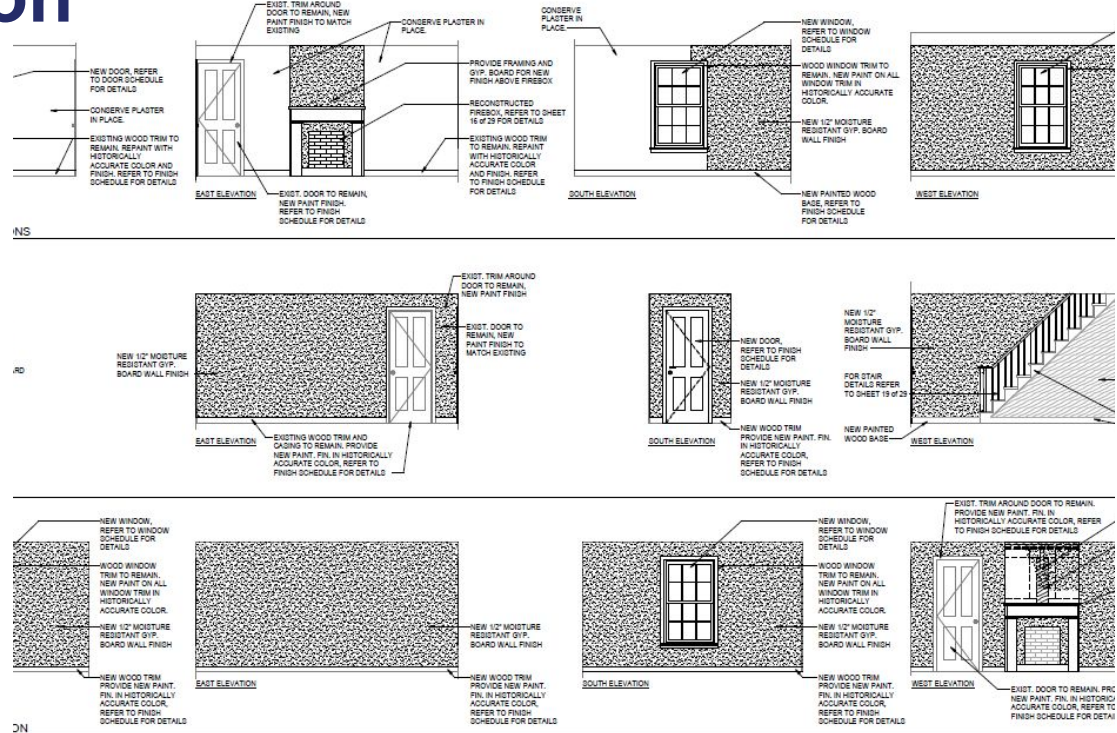 on
EXIST. TRIM AROUND
DOOR TO REMAIN, NEW
PAINT FINISH TO MATCH
EXISTING
CONSERVE PLASTER IN
PLACE.
CONSERVE
PLASTER IN
PLACE.
NEW WINDOW,
REFER TO WINDOW
SCHEDULE FOR
DETAILS
NEW DOOR, REFER
TO DOOR SCHEDULE
FOR DETAILS
CONSERVE PLASTER
IN PLACE.
EXISTING WOOD TRIM TO
REMAIN. REPAINT WITH
HISTORICALLY
ACCURATE COLOR AND
FINISH. REFER TO FINISH
SCHEDULE FOR DETAILS
PROVIDE FRAMING AND
GYP. BOARD FOR NEW
FINISH ABOVE FIREBOX
RECONSTRUCTED
FIREBOX, REFER TO SHEET
16 of 29 FOR DETAILS
EXISTING WOOD TRIM
TO REMAIN. REPAINT
WITH HISTORICALLY
ACCURATE COLOR
AND FINISH. REFER
TO FINISH SCHEDULE
FOR DETAILS
WOOD WINDOW TRIM TO
REMAIN. NEW PAINT ON ALL
WINDOW TRIM IN
HISTORICALLY ACCURATE
COLOR.
NEW 1/2" MOISTURE
RESISTANT GYP. BOARD
WALL FINISH
EAST ELEVATION
EXIST. DOOR TO REMAIN,
NEW PAINT FINISH.
REFER TO FINISH
SCHEDULE FOR DETAILS
SOUTH ELEVATION
NEW PAINTED WOOD
BASE, REFER TO
FINISH SCHEDULE
FOR DETAILS
WEST ELEVATION
NS
EXIST. TRIM AROUND
DOOR TO REMAIN,
NEW PAINT FINISH
EXIST. DOOR TO
REMAIN, NEW
PAINT FINISH TO
MATCH EXISTING
NEW 1/2" MOISTURE
RESISTANT GYP.
BOARD WALL FINISH
RD
NEW DOOR,
REFER TO FINISH
SCHEDULE FOR
DETAILS
NEW 1/2" MOISTURE
RESISTANT GYP.
BOARD WALL FINISH
NEW 1/2"
MOISTURE
RESISTANT GYP.
BOARD WALL
FINISH
FOR STAIR
DETAILS REFER
TO SHEET 19 of 29
EAST ELEVATION
EXISTING WOOD TRIM AND
CASING TO REMAIN. PROVIDE
NEW PAINT. FIN. IN HISTORICALLY
ACCURATE COLOR, REFER TO
FINISH SCHEDULE FOR DETAILS
SOUTH ELEVATION
NEW WOOD TRIM
PROVIDE NEW PAINT. FIN.
IN HISTORICALLY
ACCURATE COLOR,
REFER TO FINISH
SCHEDULE FOR DETAILS
NEW PAINTED
WOOD BASE
WEST ELEVATION
NEW WINDOW,
REFER TO WINDOW
SCHEDULE FOR
DETAILS
WOOD WINDOW
TRIM TO REMAIN.
NEW PAINT ON ALL
WINDOW TRIM IN
HISTORICALLY
ACCURATE COLOR.
NEW 1/2" MOISTURE
RESISTANT GYP.
BOARD WALL FINISH
NEW WOOD TRIM
PROVIDE NEW PAINT.
FIN. IN HISTORICALLY
ACCURATE COLOR,
REFER TO FINISH
SCHEDULE FOR DETAILS
EAST ELEVATION
NEW 1/2" MOISTURE
RESISTANT GYP.
BOARD WALL FINISH
NEW WOOD TRIM
PROVIDE NEW PAINT.
FIN. IN HISTORICALLY
ACCURATE COLOR,
REFER TO FINISH
SCHEDULE FOR DETAILS
SOUTH ELEVATION
NEW WINDOW,
REFER TO WINDOW
SCHEDULE FOR
DETAILS
WOOD WINDOW
TRIM TO REMAIN.
NEW PAINT ON ALL
WINDOW TRIM IN
HISTORICALLY
ACCURATE COLOR.
NEW 1/2" MOISTURE
RESISTANT GYP.
BOARD WALL FINISH
NEW WOOD TRIM
PROVIDE NEW PAINT.
FIN. IN HISTORICALLY
ACCURATE COLOR,
REFER TO FINISH
SCHEDULE FOR DETAILS
EXIST. TRIM AROUND DOOR TO REMAIN.
PROVIDE NEW PAINT. FIN. IN
HISTORICALLY ACCURATE COLOR, REFER
TO FINISH SCHEDULE FOR DETAILS
WEST ELEVATION
EXIST. DOOR TO REMAIN. PRO
NEW PAINT. FIN. IN HISTORICA
ACCURATE COLOR, REFER TO
FINISH SCHEDULE FOR DETAIL
ON